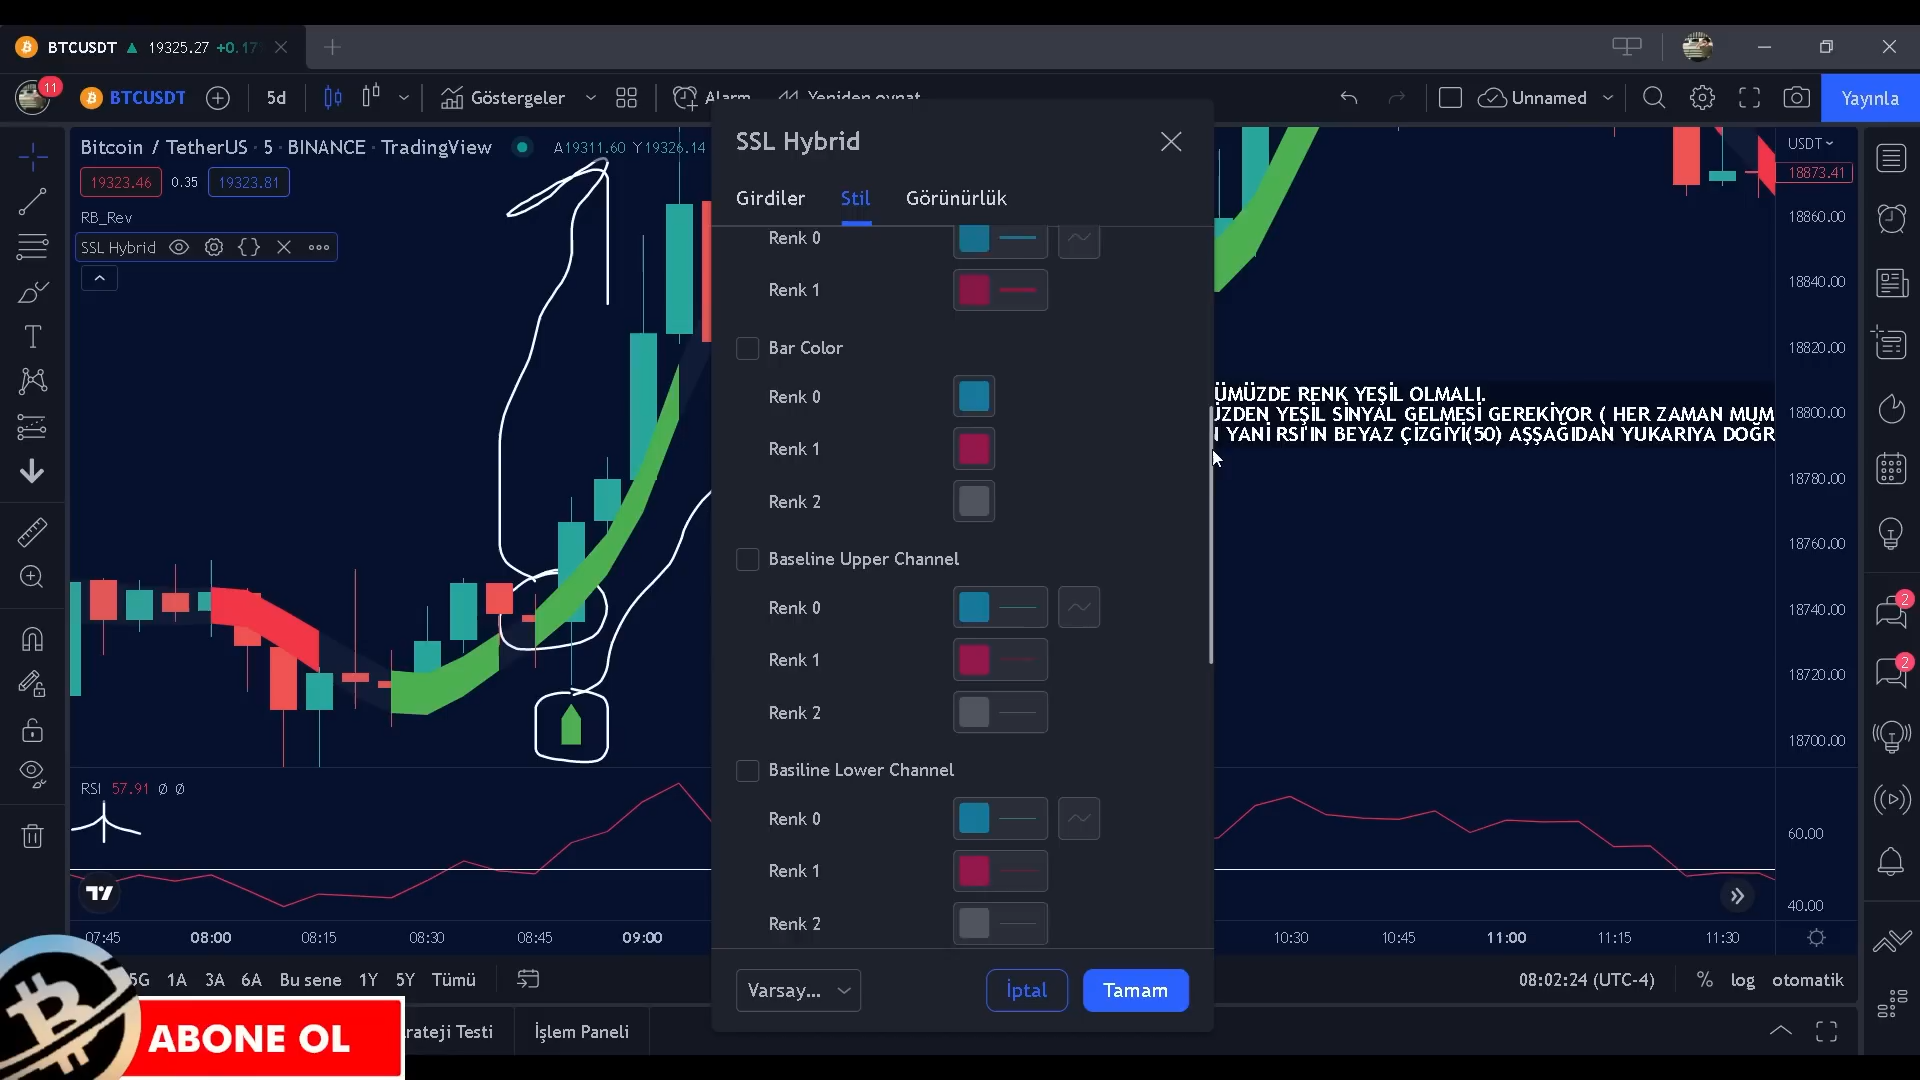 BTCUSDT ▲ 19325.27 +0.17
11
BTCUSDT
5d
Göstergeler
Alarm
Yeniden oynat
Unnamed
Yayınla
Bitcoin / TetherUS · 5 · BINANCE · TradingView
A19311.60 Y19326.14
19323.46
0.35
19323.81
RB_Rev
SSL Hybrid
SSL Hybrid
Girdiler
Stil
Görünürlük
Renk 0
Renk 1
Bar Color
Renk 0
Renk 1
Renk 2
Baseline Upper Channel
Renk 0
Renk 1
Renk 2
Basiline Lower Channel
Renk 0
Renk 1
Renk 2
Varsay...
İptal
Tamam
ÜMÜZDE RENK YEŞİL OLMALI.
ÜZDEN YEŞİL SİNYAL GELMESİ GEREKİYOR ( HER ZAMAN MUM
YANİ RSI'IN BEYAZ ÇİZGİYİ(50) AŞŞAĞIDAN YUKARIYA DOĞR
USDT
18873.41
18860.00
18840.00
18820.00
18800.00
18780.00
18760.00
18740.00
18720.00
18700.00
60.00
40.00
2
2
RSI 57.91 Ø Ø
07:45
08:00
08:15
08:30
08:45
09:00
10:30
10:45
11:00
11:15
11:30
5G
1A
3A
6A
Bu sene
1Y
5Y
Tümü
08:02:24 (UTC-4)
%
log
otomatik
rateji Testi
İşlem Paneli
ABONE OL